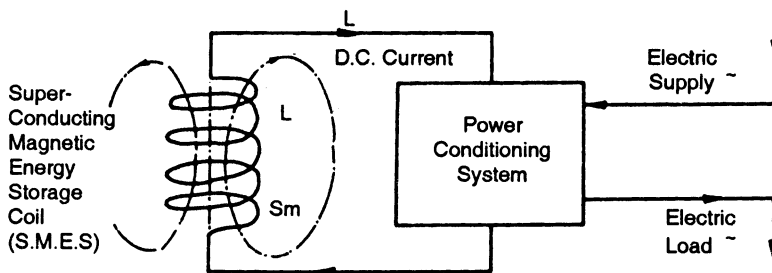 L
D.C. Current
Super-
Conducting
Magnetic
Energy
Storage
Coil
(S.M.E.S)
L
Sm
Power
Conditioning
System
Electric
Supply ~
Electric
Load ~